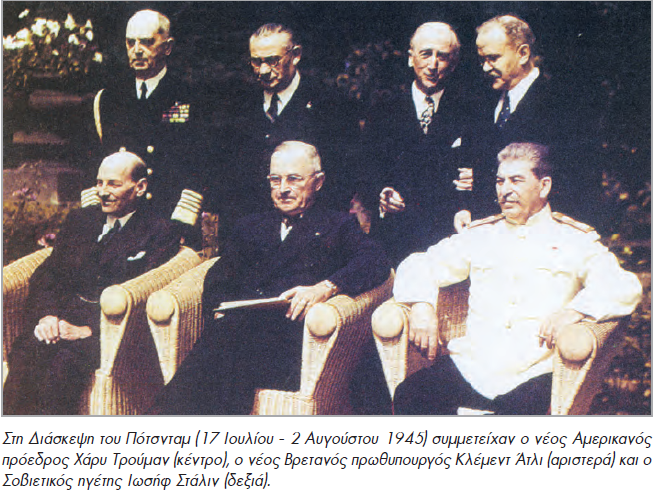 Στη Διάσκεψη του Πότσνταμ (17 Ιουλίου - 2 Αυγούστου 1945) συμμετείχαν ο νέος Αμερικανός
πρόεδρος Χάρυ Τρούμαν (κέντρο), ο νέος Βρετανός πρωθυπουργός Κλέμεντ Άτλι (αριστερά) και ο
Σοβιετικός ηγέτης Ιωσήφ Στάλιν (δεξιά).